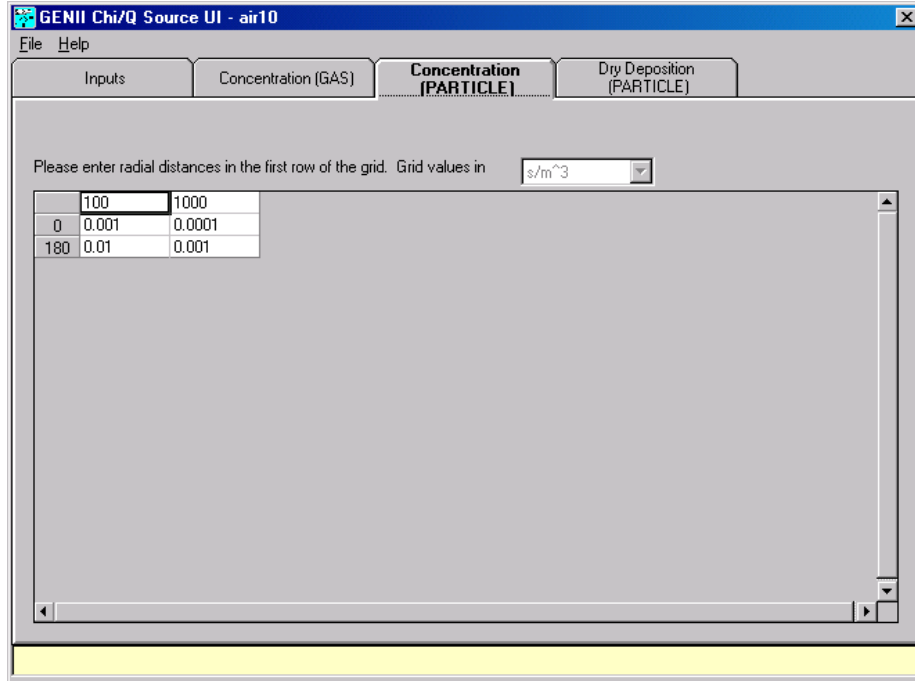 GENII Chi/Q Source UI - air10
File Help
Inputs Concentration (GAS) Concentration (PARTICLE) Dry Deposition (PARTICLE)
Please enter radial distances in the first row of the grid. Grid values in s/m^3
100 1000
0 0.001 0.0001
180 0.01 0.001